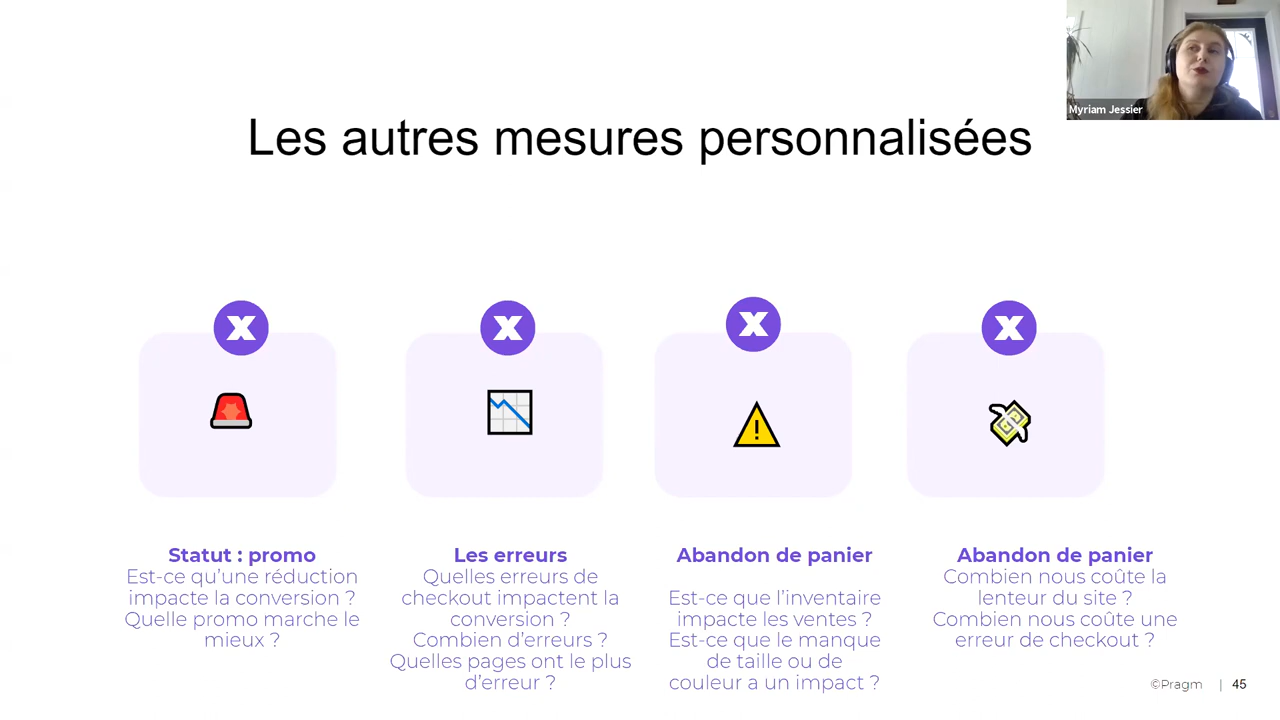 Myriam Jessier
Les autres mesures personnalisées
X
X
X
X
Statut : promo
Est-ce qu’une réduction
impacte la conversion ?
Quelle promo marche le
mieux ?
Les erreurs
Quelles erreurs de
checkout impactent la
conversion ?
Combien d’erreurs ?
Quelles pages ont le plus
d’erreur ?
Abandon de panier
Est-ce que l’inventaire
impacte les ventes ?
Est-ce que le manque
de taille ou de
couleur a un impact ?
Abandon de panier
Combien nous coûte la
lenteur du site ?
Combien nous coûte une
erreur de checkout ?
©Pragm | 45